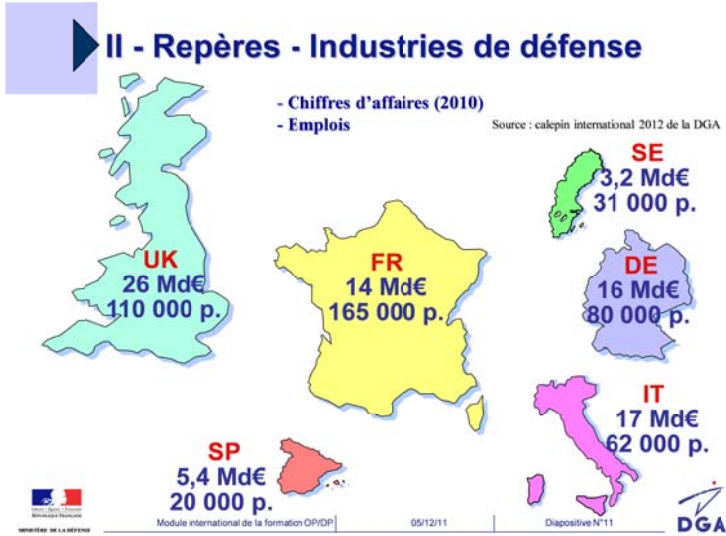 II - Repères - Industries de défense
- Chiffres d'affaires (2010)
- Emplois
Source : calepin international 2012 de la DGA
SE
3,2 Md€
31 000 p.
UK
26 Md€
110 000 p.
FR
14 Md€
165 000 p.
DE
16 Md€
80 000 p.
IT
17 Md€
62 000 p.
SP
5,4 Md€
20 000 p.
Liberté • Égalité • Fraternité
RÉPUBLIQUE FRANÇAISE
MINISTÈRE DE LA DÉFENSE
Module international de la formation OP/DP
05/12/11
Diapositive N°11
DGA